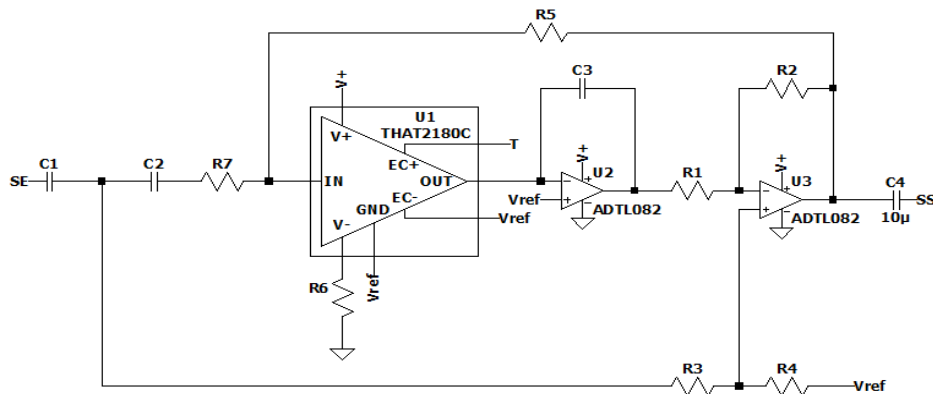 R5
C3
R2
V+
U1
THAT2180C
V+
EC+
T
V+
V+
C1
C2
R7
SE
IN
OUT
U2
R1
U3
C4
SS
GND
EC-
Vref
Vref
ADTL082
ADTL082
10µ
V-
R6
Vref
R3
R4
Vref